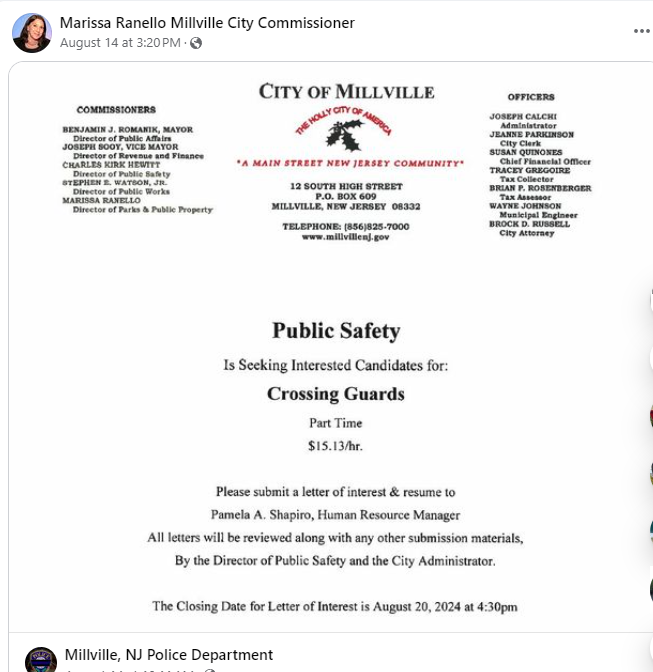 Marissa Ranello Millville City Commissioner
August 14 at 3:20 PM ·
COMMISSIONERS
BENJAMIN J. ROMANIK, MAYOR
Director of Public Affairs
JOSEPH SOOY, VICE MAYOR
Director of Revenue and Finance
CHARLES KIRK HEWITT
Director of Public Safety
STEPHEN E. WATSON, JR.
Director of Public Works
MARISSA RANELLO
Director of Parks & Public Property
CITY OF MILLVILLE
THE HOLLY CITY OF AMERICA
"A MAIN STREET NEW JERSEY COMMUNITY"
12 SOUTH HIGH STREET
P.O. BOX 609
MILLVILLE, NEW JERSEY 08332
TELEPHONE: (856)825-7000
www.millvillenj.gov
OFFICERS
JOSEPH CALCHI
Administrator
JEANNE PARKINSON
City Clerk
SUSAN QUINONES
Chief Financial Officer
TRACEY GREGOIRE
Tax Collector
BRIAN P. ROSENBERGER
Tax Assessor
WAYNE JOHNSON
Municipal Engineer
BROCK D. RUSSELL
City Attorney
Public Safety
Is Seeking Interested Candidates for:
Crossing Guards
Part Time
$15.13/hr.
Please submit a letter of interest & resume to
Pamela A. Shapiro, Human Resource Manager
All letters will be reviewed along with any other submission materials,
By the Director of Public Safety and the City Administrator.
The Closing Date for Letter of Interest is August 20, 2024 at 4:30pm
Millville, NJ Police Department